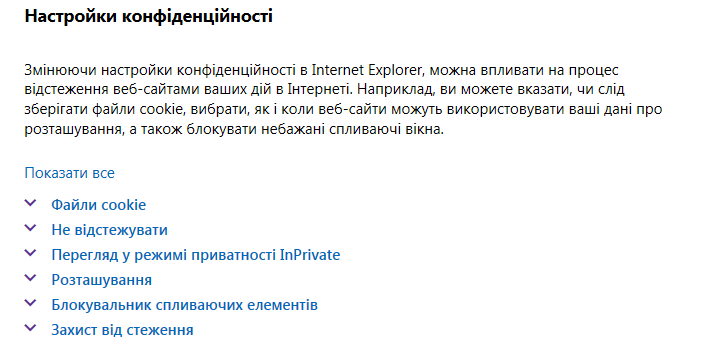 Настройки конфіденційності
Змінюючи настройки конфіденційності в Internet Explorer, можна впливати на процес
відстеження веб-сайтами ваших дій в Інтернеті. Наприклад, ви можете вказати, чи слід
зберігати файли cookie, вибрати, як і коли веб-сайти можуть використовувати ваші дані про
розташування, а також блокувати небажані спливаючі вікна.
Показати все
Файли cookie
Не відстежувати
Перегляд у режимі приватності InPrivate
Розташування
Блокувальник спливаючих елементів
Захист від стеження